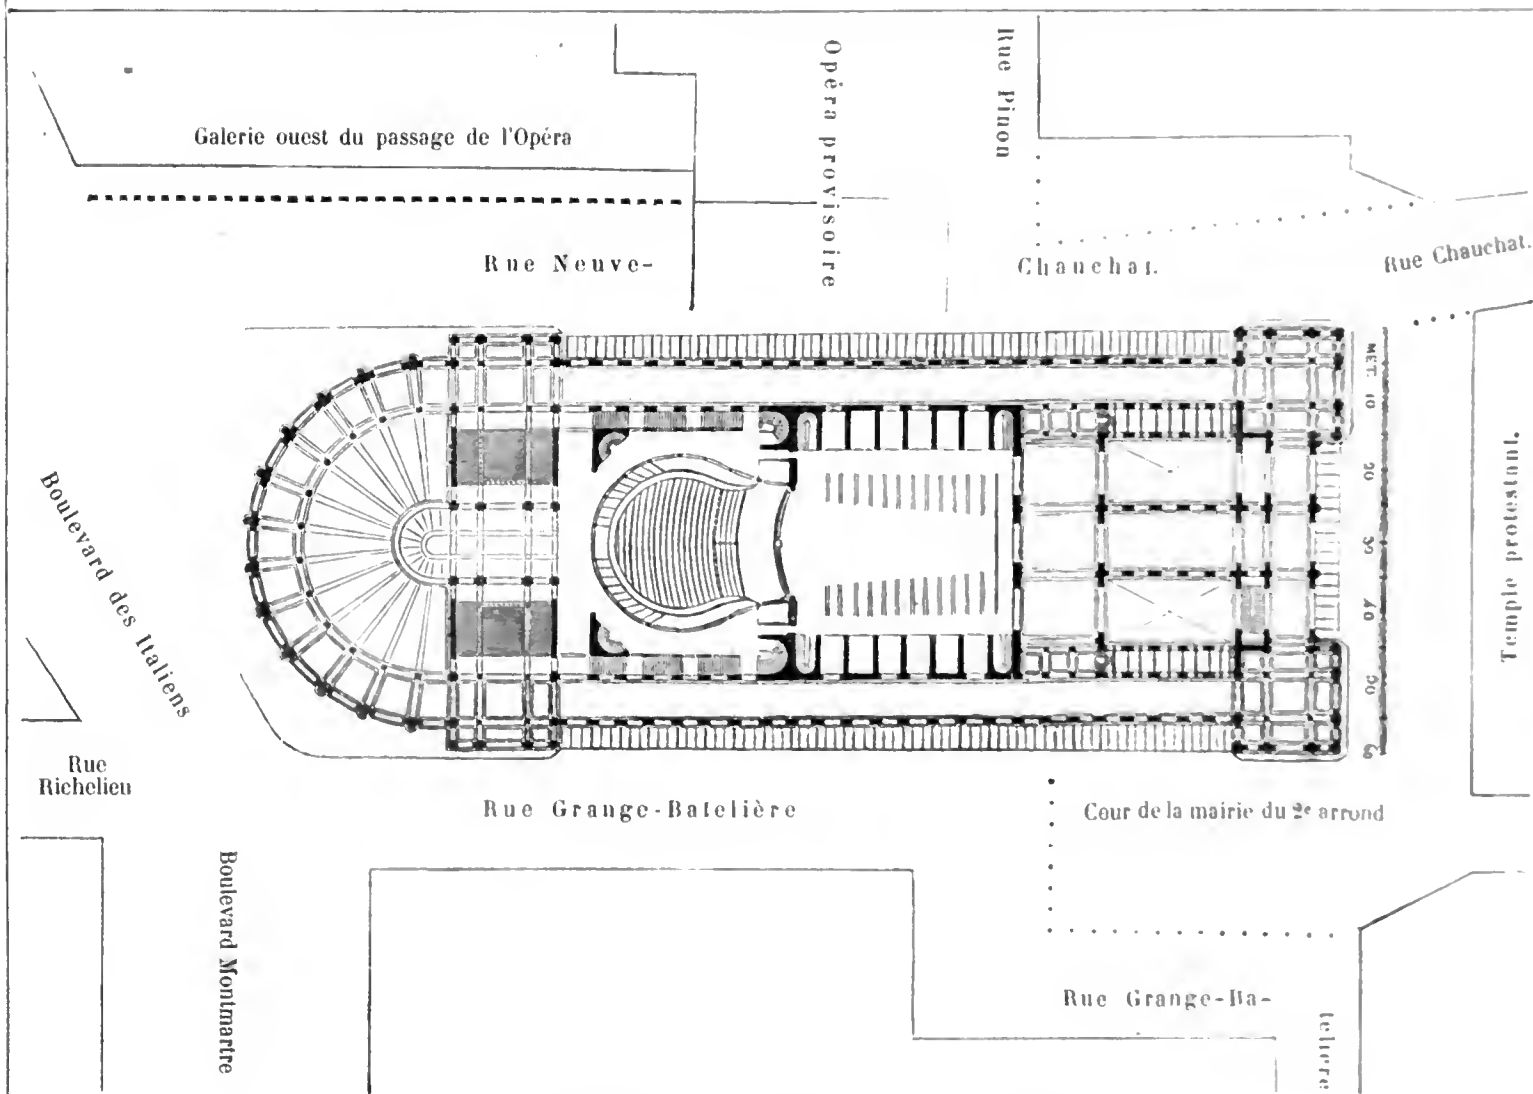 Galerie ouest du passage de l'Opéra
Opéra provisoire
Rue Pinon
Rue Neuve-
Chauchat.
Rue Chauchat.
MET.
10
20
30
40
50
60
Temple protestant.
Boulevard des Italiens
Rue
Richelieu
Rue Grange-Batelière
Cour de la mairie du 2e arrond
Boulevard Montmartre
Rue Grange-Ba-
teliere